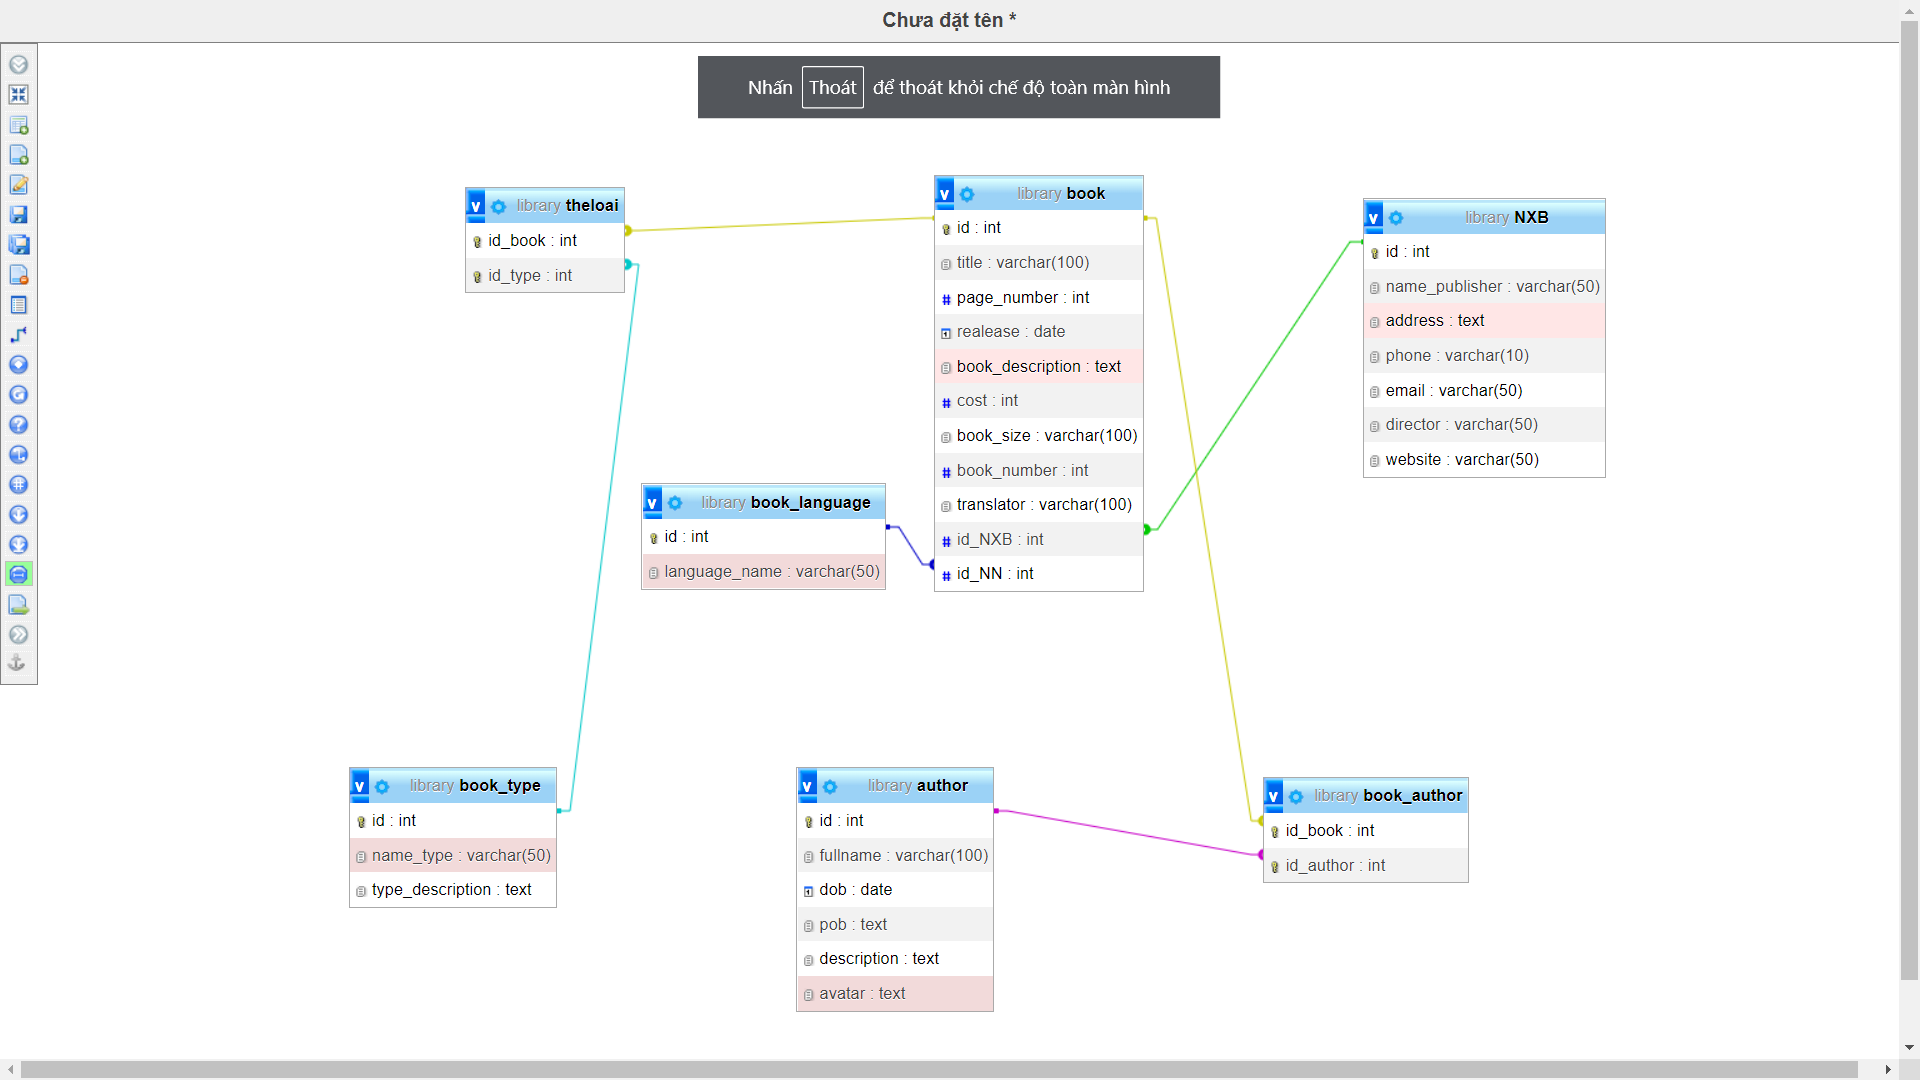 Chưa đặt tên *
Nhấn Thoát để thoát khỏi chế độ toàn màn hình
library theloai
id_book : int
id_type : int
library book
id : int
title : varchar(100)
page_number : int
realease : date
book_description : text
cost : int
book_size : varchar(100)
book_number : int
translator : varchar(100)
id_NXB : int
id_NN : int
library NXB
id : int
name_publisher : varchar(50)
address : text
phone : varchar(10)
email : varchar(50)
director : varchar(50)
website : varchar(50)
library book_language
id : int
language_name : varchar(50)
library book_type
id : int
name_type : varchar(50)
type_description : text
library author
id : int
fullname : varchar(100)
dob : date
pob : text
description : text
avatar : text
library book_author
id_book : int
id_author : int